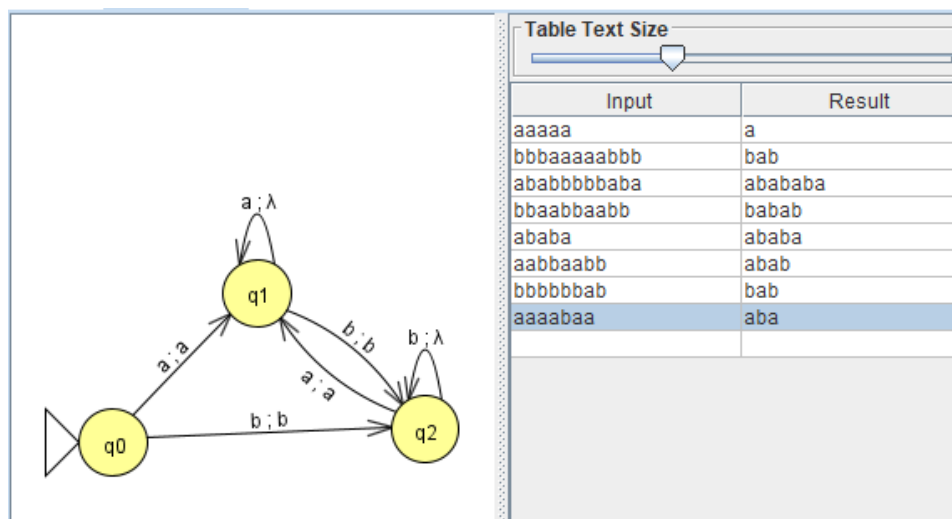 Table Text Size
Input Result
aaaaa a
bbbaaaaabbb bab
ababbbbbaba abababa
bbaabbaabb babab
ababa ababa
aabbaabb abab
bbbbbbab bab
aaaabaa aba
a ; λ
q1
b ; b
b ; λ
a ; a
a ; a
b ; b
q2
q0